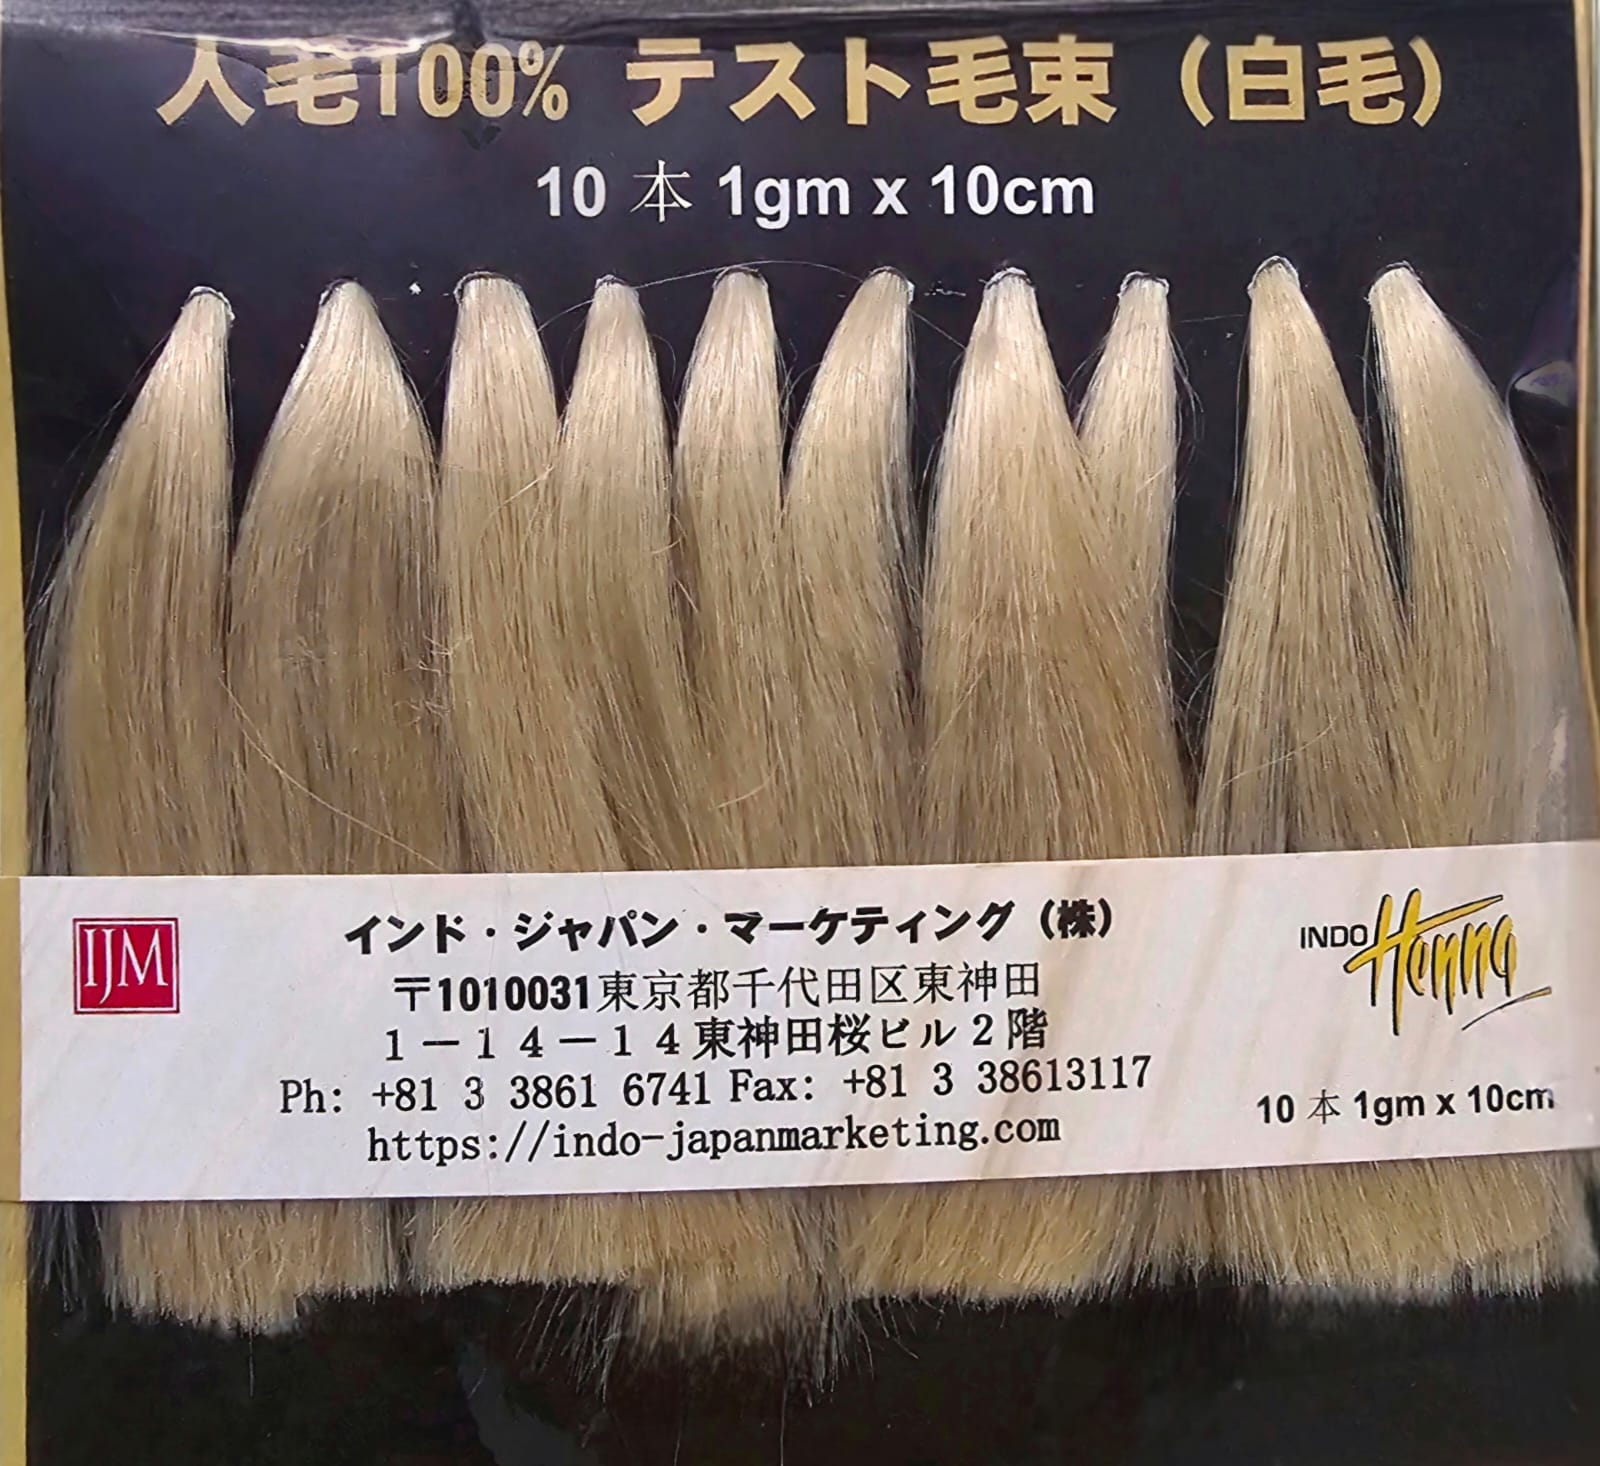 人毛100% テスト毛束（白毛）
10 本 1gm x 10cm
IJM
インド・ジャパン・マーケティング（株）
〒1010031東京都千代田区東神田
１－１４－１４東神田桜ビル２階
Ph: +81 3 3861 6741 Fax: +81 3 38613117
https://indo-japanmarketing.com
INDO Henna
10 本 1gm x 10cm